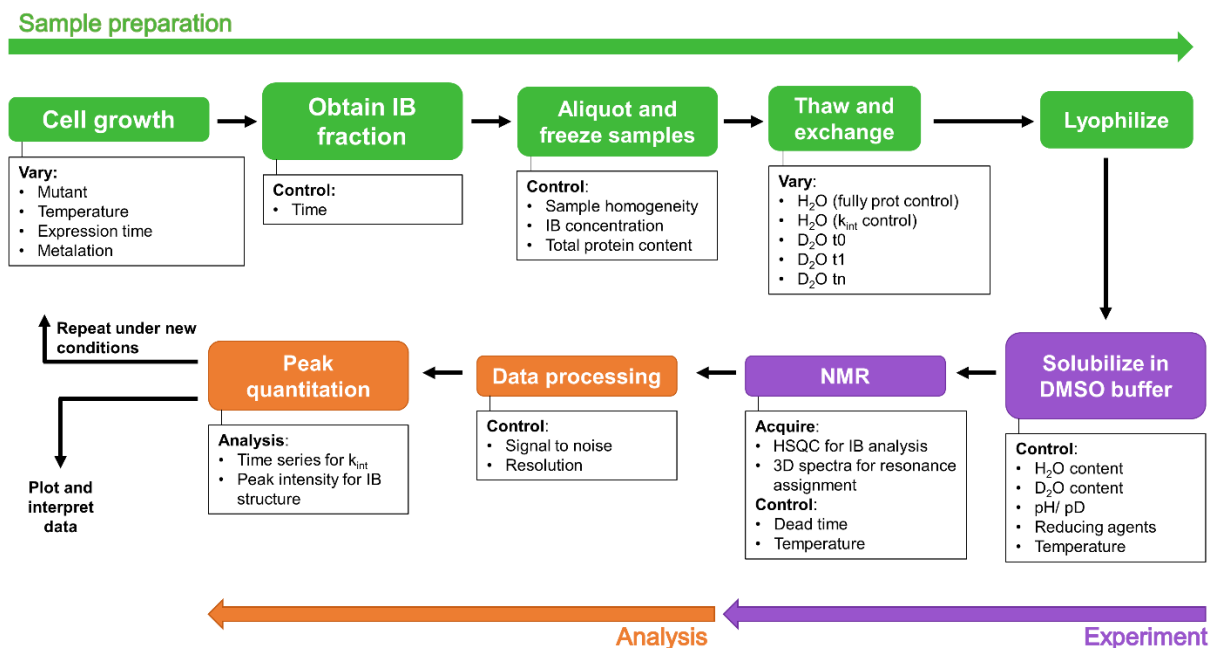 Sample preparation
Cell growth
Vary:
• Mutant
• Temperature
• Expression time
• Metalation
Obtain IB
fraction
Control:
• Time
Aliquot and
freeze samples
Control:
• Sample homogeneity
• IB concentration
• Total protein content
Thaw and
exchange
Vary:
• H₂O (fully prot control)
• H₂O (kᵢₙₜ control)
• D₂O t0
• D₂O t1
• D₂O tn
Lyophilize
Solubilize in
DMSO buffer
Control:
• H₂O content
• D₂O content
• pH/ pD
• Reducing agents
• Temperature
NMR
Acquire:
• HSQC for IB analysis
• 3D spectra for resonance
assignment
Control:
• Dead time
• Temperature
Data processing
Control:
• Signal to noise
• Resolution
Peak
quantitation
Analysis:
• Time series for kᵢₙₜ
• Peak intensity for IB
structure
Repeat under new
conditions
Plot and
interpret
data
Analysis
Experiment